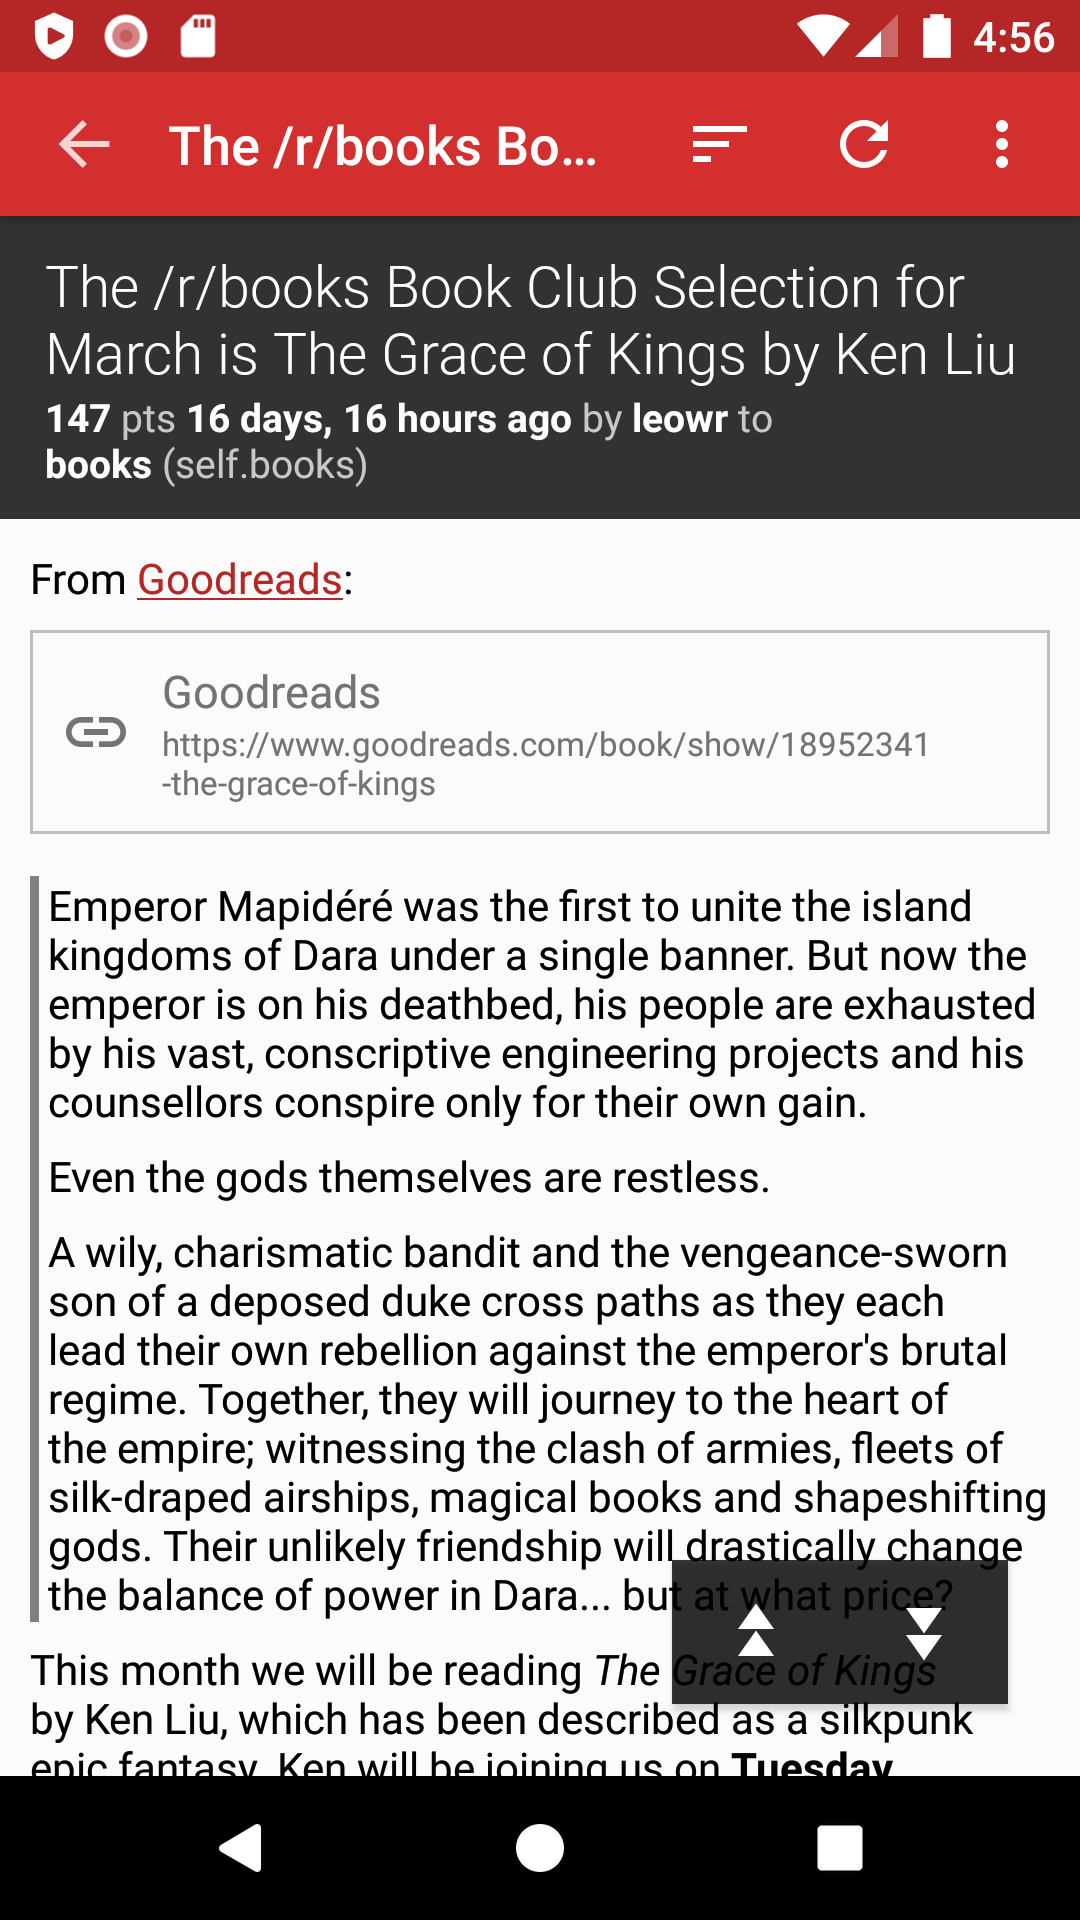 4:56
The /r/books Bo...
The /r/books Book Club Selection for
March is The Grace of Kings by Ken Liu
147 pts 16 days, 16 hours ago by leowr to
books (self.books)
From Goodreads:
Goodreads
https://www.goodreads.com/book/show/18952341
-the-grace-of-kings
Emperor Mapidéré was the first to unite the island
kingdoms of Dara under a single banner. But now the
emperor is on his deathbed, his people are exhausted
by his vast, conscriptive engineering projects and his
counsellors conspire only for their own gain.
Even the gods themselves are restless.
A wily, charismatic bandit and the vengeance-sworn
son of a deposed duke cross paths as they each
lead their own rebellion against the emperor's brutal
regime. Together, they will journey to the heart of
the empire; witnessing the clash of armies, fleets of
silk-draped airships, magical books and shapeshifting
gods. Their unlikely friendship will drastically change
the balance of power in Dara... but at what price?
This month we will be reading The Grace of Kings
by Ken Liu, which has been described as a silkpunk
epic fantasy. Ken will be joining us on Tuesday